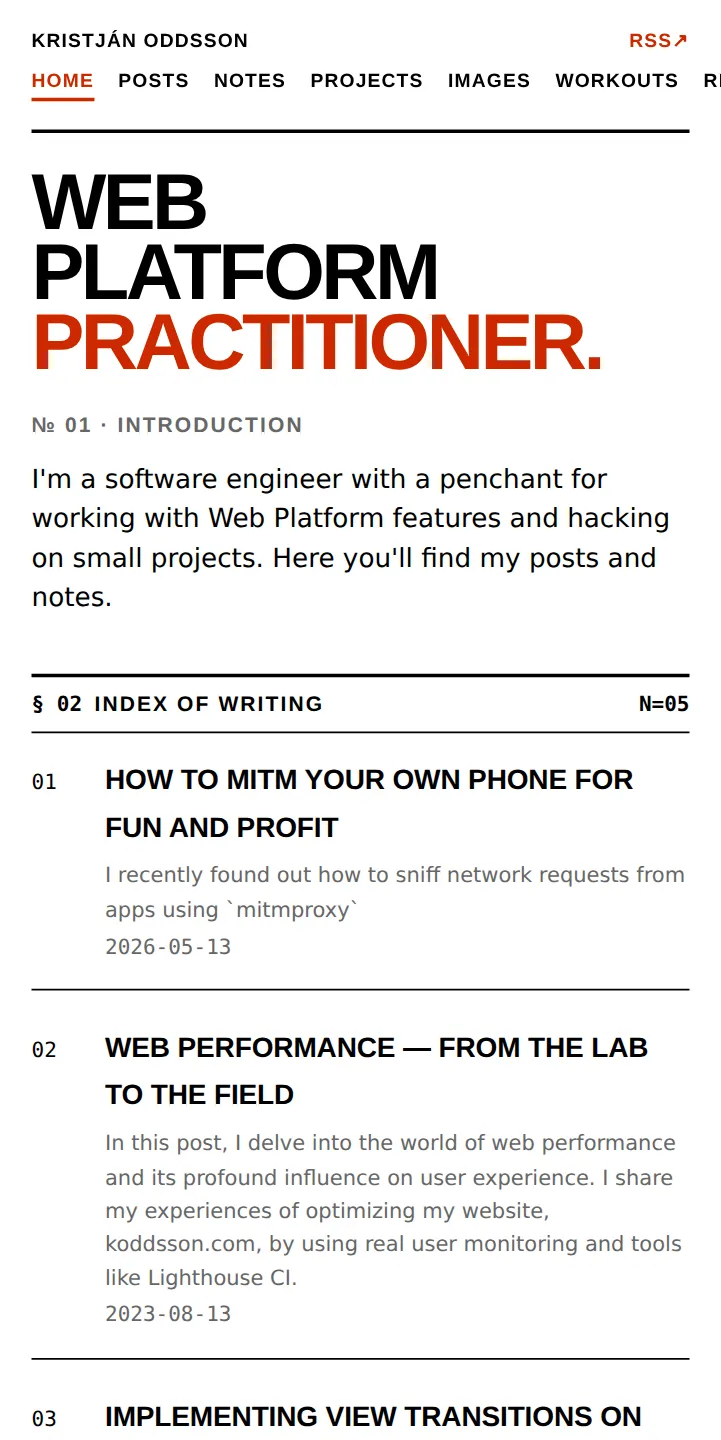 KRISTJÁN ODDSSON RSS↗
HOME POSTS NOTES PROJECTS IMAGES WORKOUTS
WEB
PLATFORM
PRACTITIONER.
№ 01 · INTRODUCTION
I'm a software engineer with a penchant for
working with Web Platform features and hacking
on small projects. Here you'll find my posts and
notes.
§ 02 INDEX OF WRITING N=05
01 HOW TO MITM YOUR OWN PHONE FOR
FUN AND PROFIT
I recently found out how to sniff network requests from
apps using `mitmproxy`
2026-05-13
02 WEB PERFORMANCE — FROM THE LAB
TO THE FIELD
In this post, I delve into the world of web performance
and its profound influence on user experience. I share
my experiences of optimizing my website,
koddsson.com, by using real user monitoring and tools
like Lighthouse CI.
2023-08-13
03 IMPLEMENTING VIEW TRANSITIONS ON